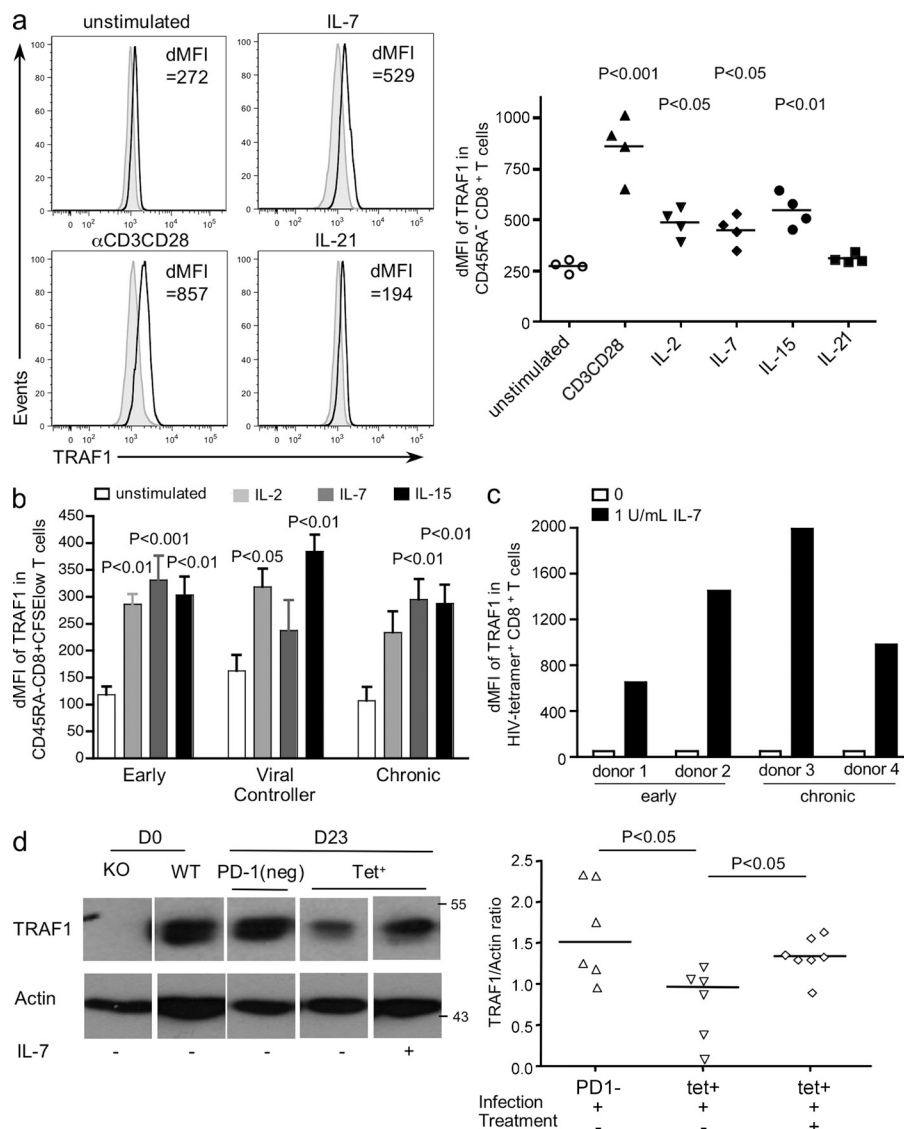 a
unstimulated
IL-7
dMFI
=272
dMFI
=529
αCD3CD28
IL-21
dMFI
=857
dMFI
=194
100
80
60
40
20
0
0 10² 10³ 10⁴ 10⁵
Events
TRAF1
P<0.001
P<0.05
P<0.05
P<0.01
dMFI of TRAF1 in
CD45RA⁻ CD8⁺ T cells
1000
750
500
250
0
unstimulated
CD3CD28
IL-2
IL-7
IL-15
IL-21
b
unstimulated IL-2 IL-7 IL-15
dMFI of TRAF1 in
CD45RA-CD8+CFSElow T cells
450
400
350
300
250
200
150
100
50
0
P<0.01
P<0.001
P<0.01
P<0.05
P<0.01
P<0.01
P<0.01
Early
Viral
Controller
Chronic
c
0
1 U/mL IL-7
dMFI of TRAF1 in
HIV-tetramer⁺ CD8⁺ T cells
2000
1600
1200
800
400
0
donor 1 donor 2 donor 3 donor 4
early chronic
d
D0 D23
KO WT PD-1(neg) Tet⁺
TRAF1
55
Actin
43
IL-7 - - - - +
P<0.05
P<0.05
TRAF1/Actin ratio
2.5
2.0
1.5
1.0
0.5
0.0
PD1- tet+ tet+
Infection + + +
Treatment - - +